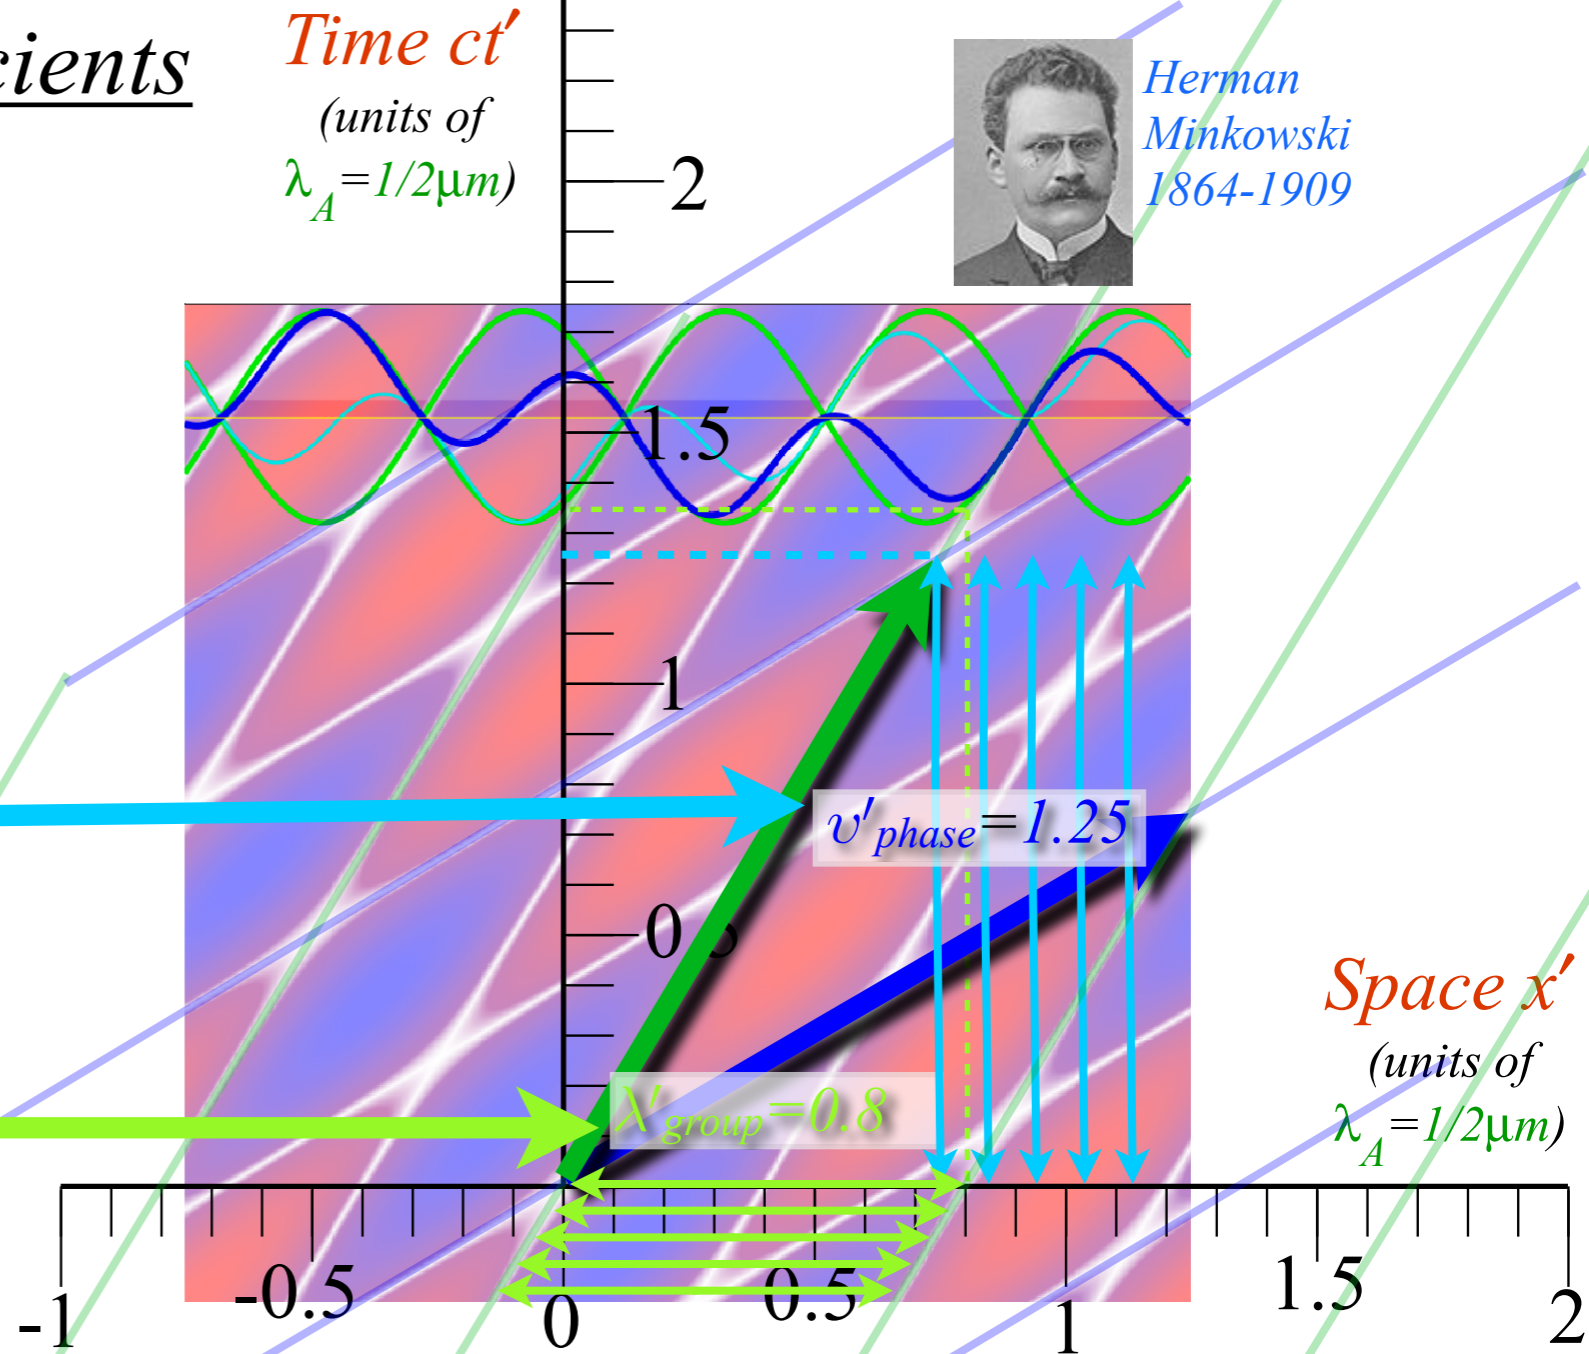 cients
Time ct′
(units of
λA=1/2μm)
Herman
Minkowski
1864-1909
2
1.5
1
υ′phase=1.25
0
Space x′
(units of
λA=1/2μm)
λ′group=0.8
-1
-0.5
0
0.5
1
1.5
2